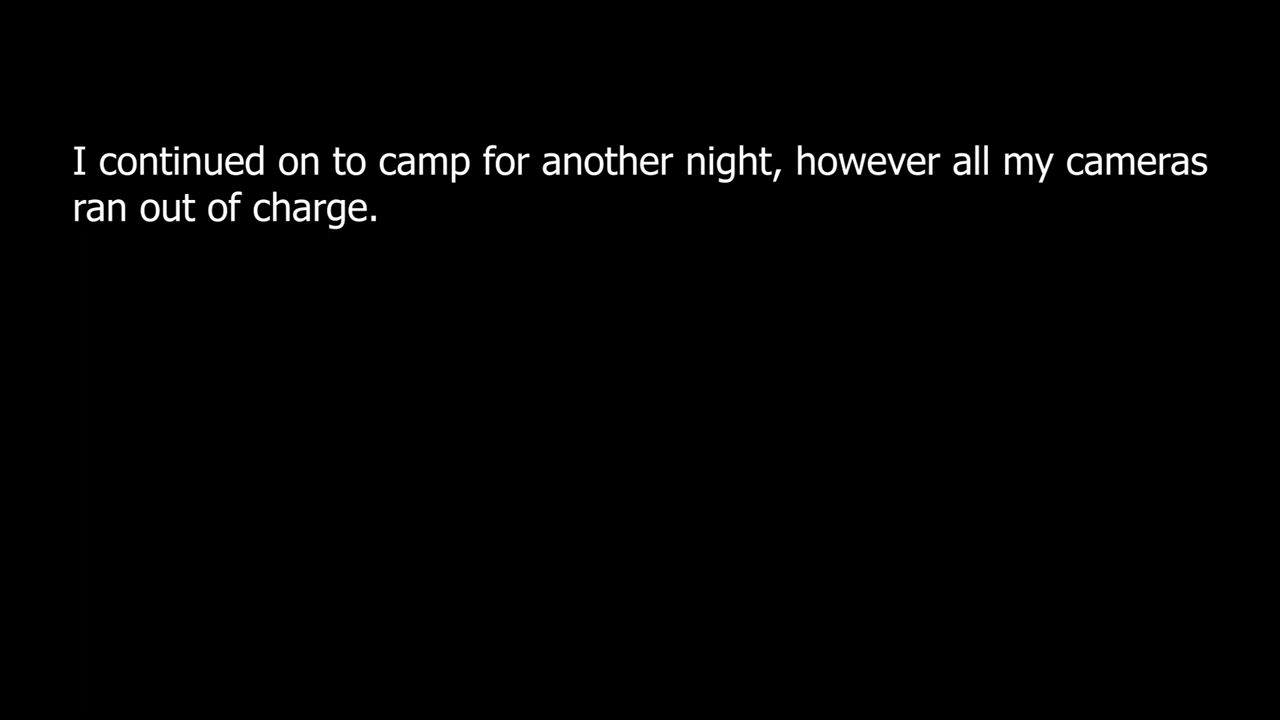 I continued on to camp for another night, however all my cameras
ran out of charge.